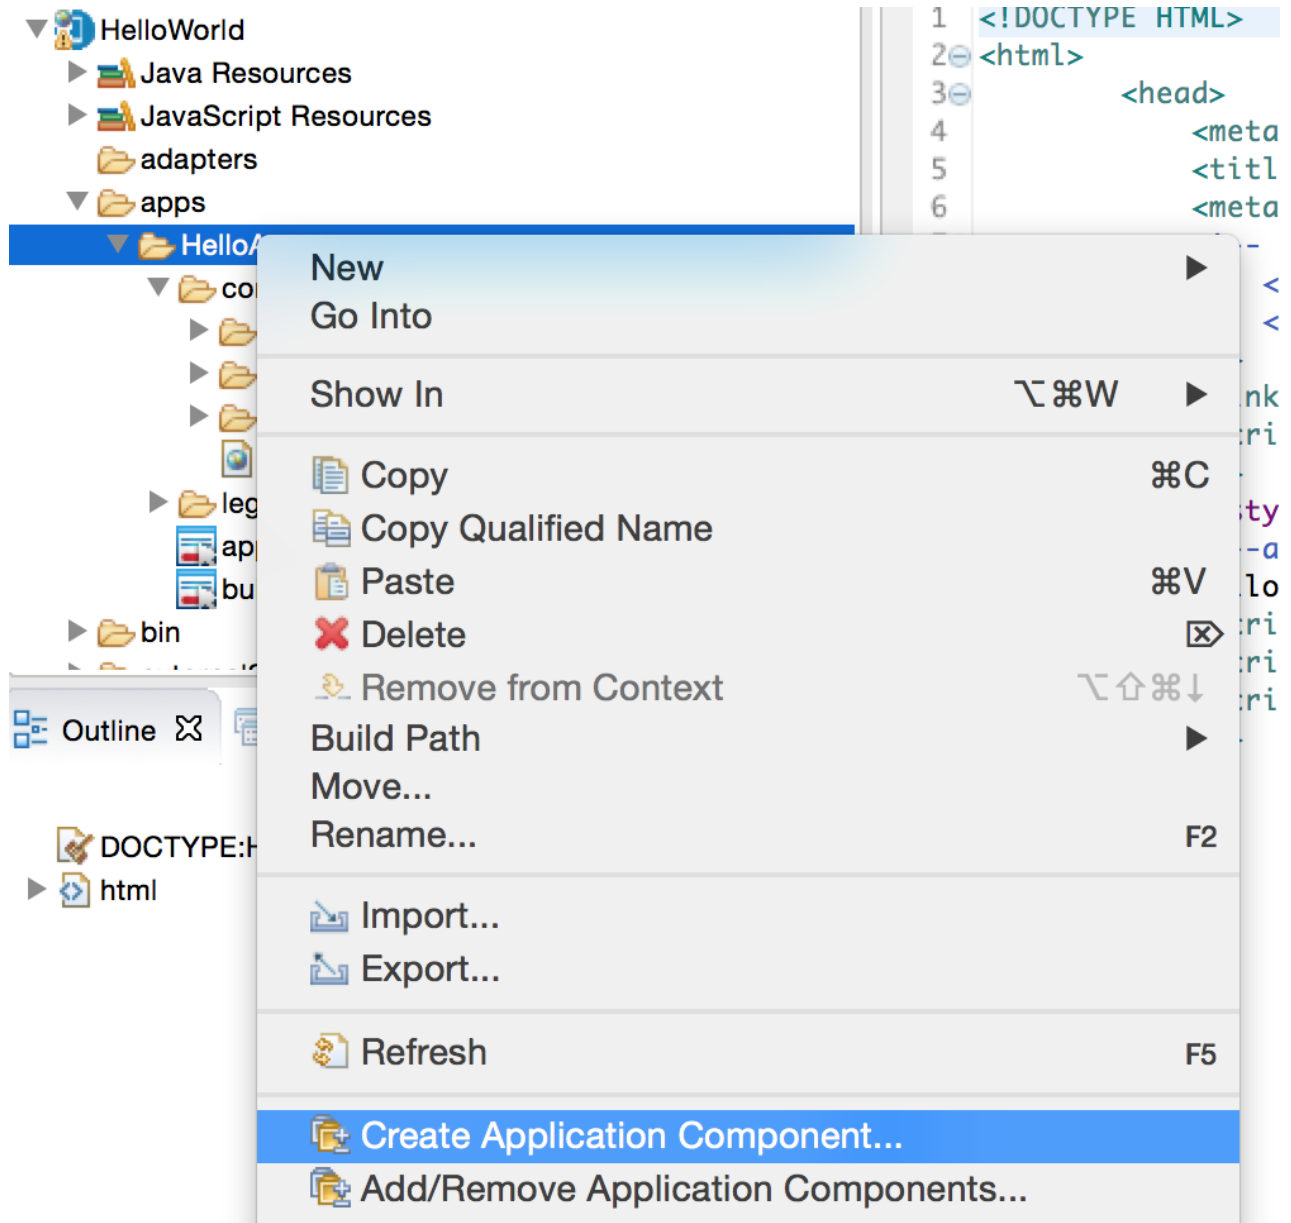 HelloWorld
Java Resources
JavaScript Resources
adapters
apps
bin
Outline
html
1 <!DOCTYPE HTML>
2 <html>
3 <head>
4 <meta
5 <titl
6 <meta
New
Go Into
Show In ⌥⌘W
Copy ⌘C
Copy Qualified Name
Paste ⌘V
Delete ⌦
Remove from Context ⌥⇧⌘↓
Build Path
Move...
Rename... F2
Import...
Export...
Refresh F5
Create Application Component...
Add/Remove Application Components...